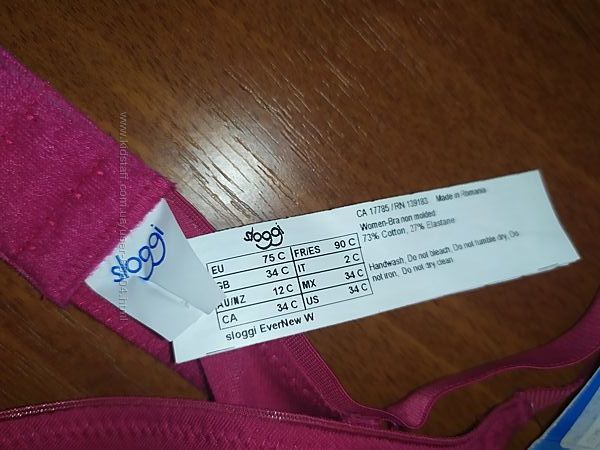 sloggi
sloggi
EU 75 C FR/ES 90 C
GB 34 C IT 2 C
AU/NZ 12 C MX 34 C
CA 34 C US 34 C
sloggi EverNew W
CA 17785 / RN 139183 Made in Romania
Women-Bra non molded
73% Cotton, 27% Elastane
Handwash, Do not bleach, Do not tumble dry, Do
not iron, Do not dry clean